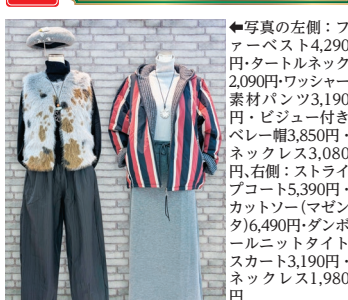 ⬅写真の左側：フ
ァーベスト4,290
円・タートルネック
2,090円・ワッシャー
素材パンツ3,190
円・ビジュー付き
ベレー帽3,850円・
ネックレス3,080
円、右側：ストライ
プコート5,390円・
カットソー(マゼン
タ)6,490円・ダンボ
ールニットタイト
スカート3,190円・
ネックレス1,980
円